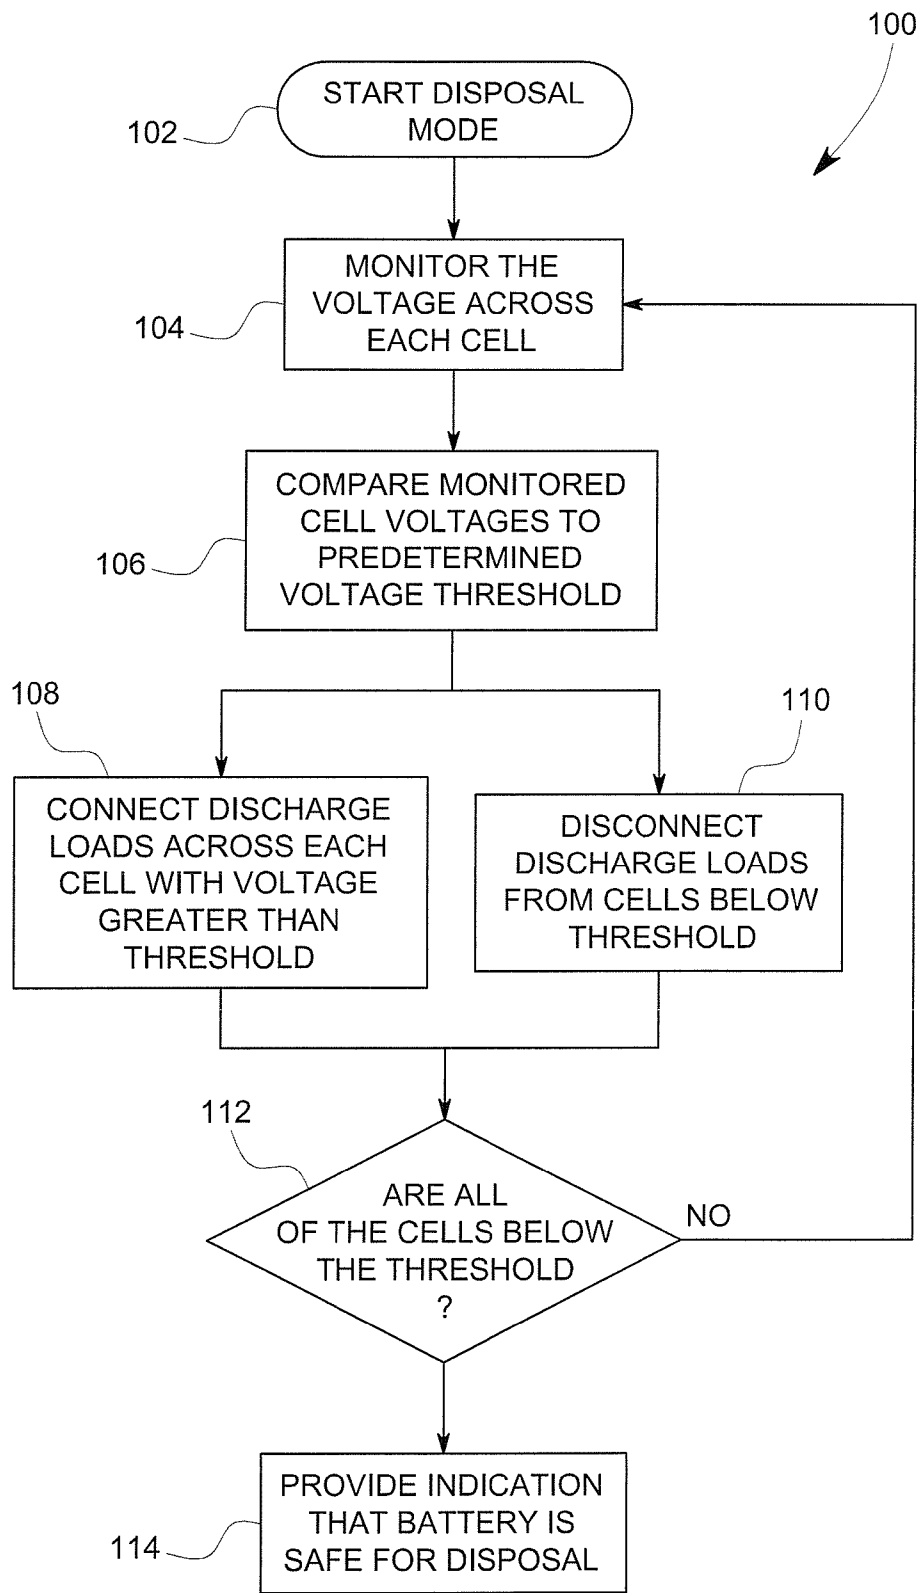 100
START DISPOSAL
MODE
102
MONITOR THE
VOLTAGE ACROSS
EACH CELL
104
COMPARE MONITORED
CELL VOLTAGES TO
PREDETERMINED
VOLTAGE THRESHOLD
106
108
CONNECT DISCHARGE
LOADS ACROSS EACH
CELL WITH VOLTAGE
GREATER THAN
THRESHOLD
110
DISCONNECT
DISCHARGE LOADS
FROM CELLS BELOW
THRESHOLD
112
ARE ALL
OF THE CELLS BELOW
THE THRESHOLD
?
NO
PROVIDE INDICATION
THAT BATTERY IS
SAFE FOR DISPOSAL
114